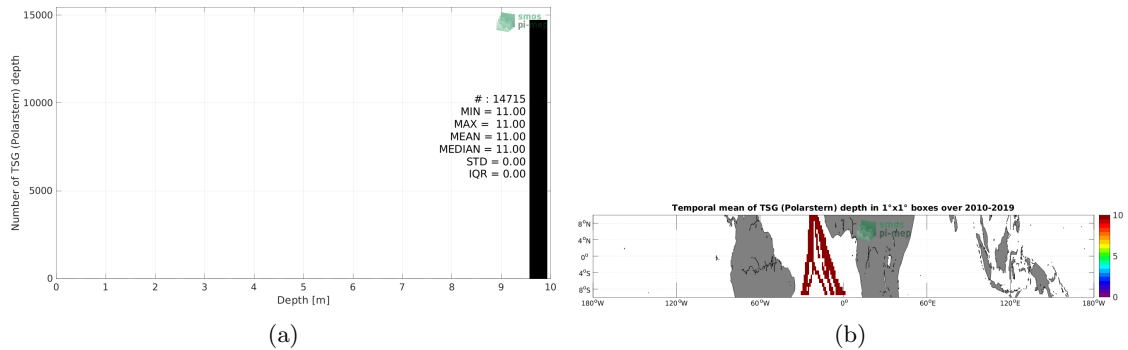 15000
10000
5000
0
Number of TSG (Polarstern) depth
smos
pi-mep
# : 14715
MIN = 11.00
MAX = 11.00
MEAN = 11.00
MEDIAN = 11.00
STD = 0.00
IQR = 0.00
0 1 2 3 4 5 6 7 8 9 10
Depth [m]
(a)
Temporal mean of TSG (Polarstern) depth in 1°x1° boxes over 2010-2019
smos
pi-mep
8°N
4°N
0°
4°S
8°S
180°W 120°W 60°W 0° 60°E 120°E 180°W
10
5
0
(b)